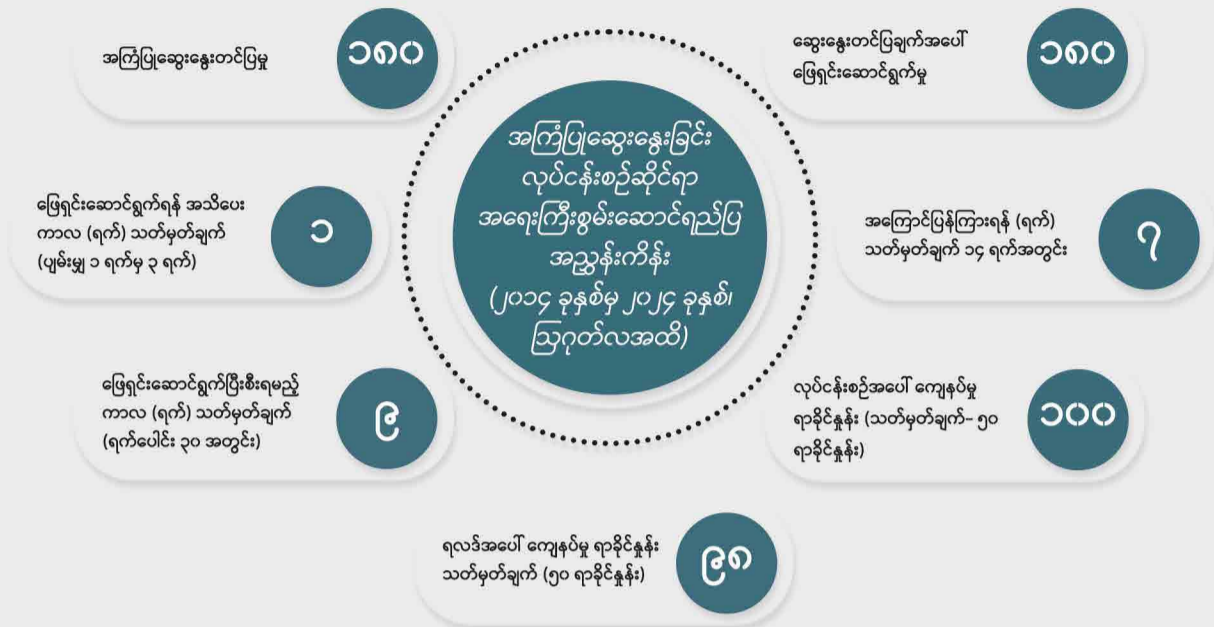 အကြံပြုဆွေးနွေးခြင်း
လုပ်ငန်းစဉ်ဆိုင်ရာ
အရေးကြီးစွမ်းဆောင်ရည်ပြ
အညွှန်းကိန်း
(၂၀၁၄ ခုနှစ်မှ ၂၀၂၄ ခုနှစ်၊
ဩဂုတ်လအထိ)
အကြံပြုဆွေးနွေးတင်ပြမှု
၁၈၀
ဆွေးနွေးတင်ပြချက်အပေါ်
ဖြေရှင်းဆောင်ရွက်မှု
၁၈၀
ဖြေရှင်းဆောင်ရွက်ရန် အသိပေး
ကာလ (ရက်) သတ်မှတ်ချက်
(ပျမ်းမျှ ၁ ရက်မှ ၃ ရက်)
၁
အကြောင်ပြန်ကြားရန် (ရက်)
သတ်မှတ်ချက် ၁၄ ရက်အတွင်း
၇
ဖြေရှင်းဆောင်ရွက်ပြီးစီးရမည့်
ကာလ (ရက်) သတ်မှတ်ချက်
(ရက်ပေါင်း ၃၀ အတွင်း)
၉
လုပ်ငန်းစဉ်အပေါ် ကျေနပ်မှု
ရာခိုင်နှုန်း (သတ်မှတ်ချက်– ၅၀
ရာခိုင်နှုန်း)
၁၀၀
ရလဒ်အပေါ် ကျေနပ်မှု ရာခိုင်နှုန်း
သတ်မှတ်ချက် (၅၀ ရာခိုင်နှုန်း)
၉၈